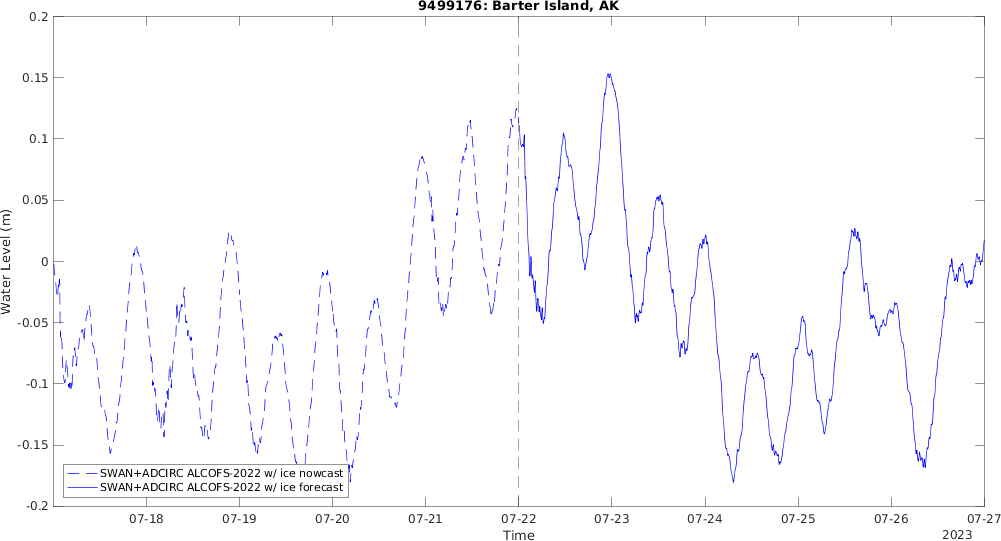 9499176: Barter Island, AK
Water Level (m)
0.2
0.15
0.1
0.05
0
-0.05
-0.1
-0.15
-0.2
SWAN+ADCIRC ALCOFS-2022 w/ ice nowcast
SWAN+ADCIRC ALCOFS-2022 w/ ice forecast
07-18 07-19 07-20 07-21 07-22 07-23 07-24 07-25 07-26 07-27
Time
2023